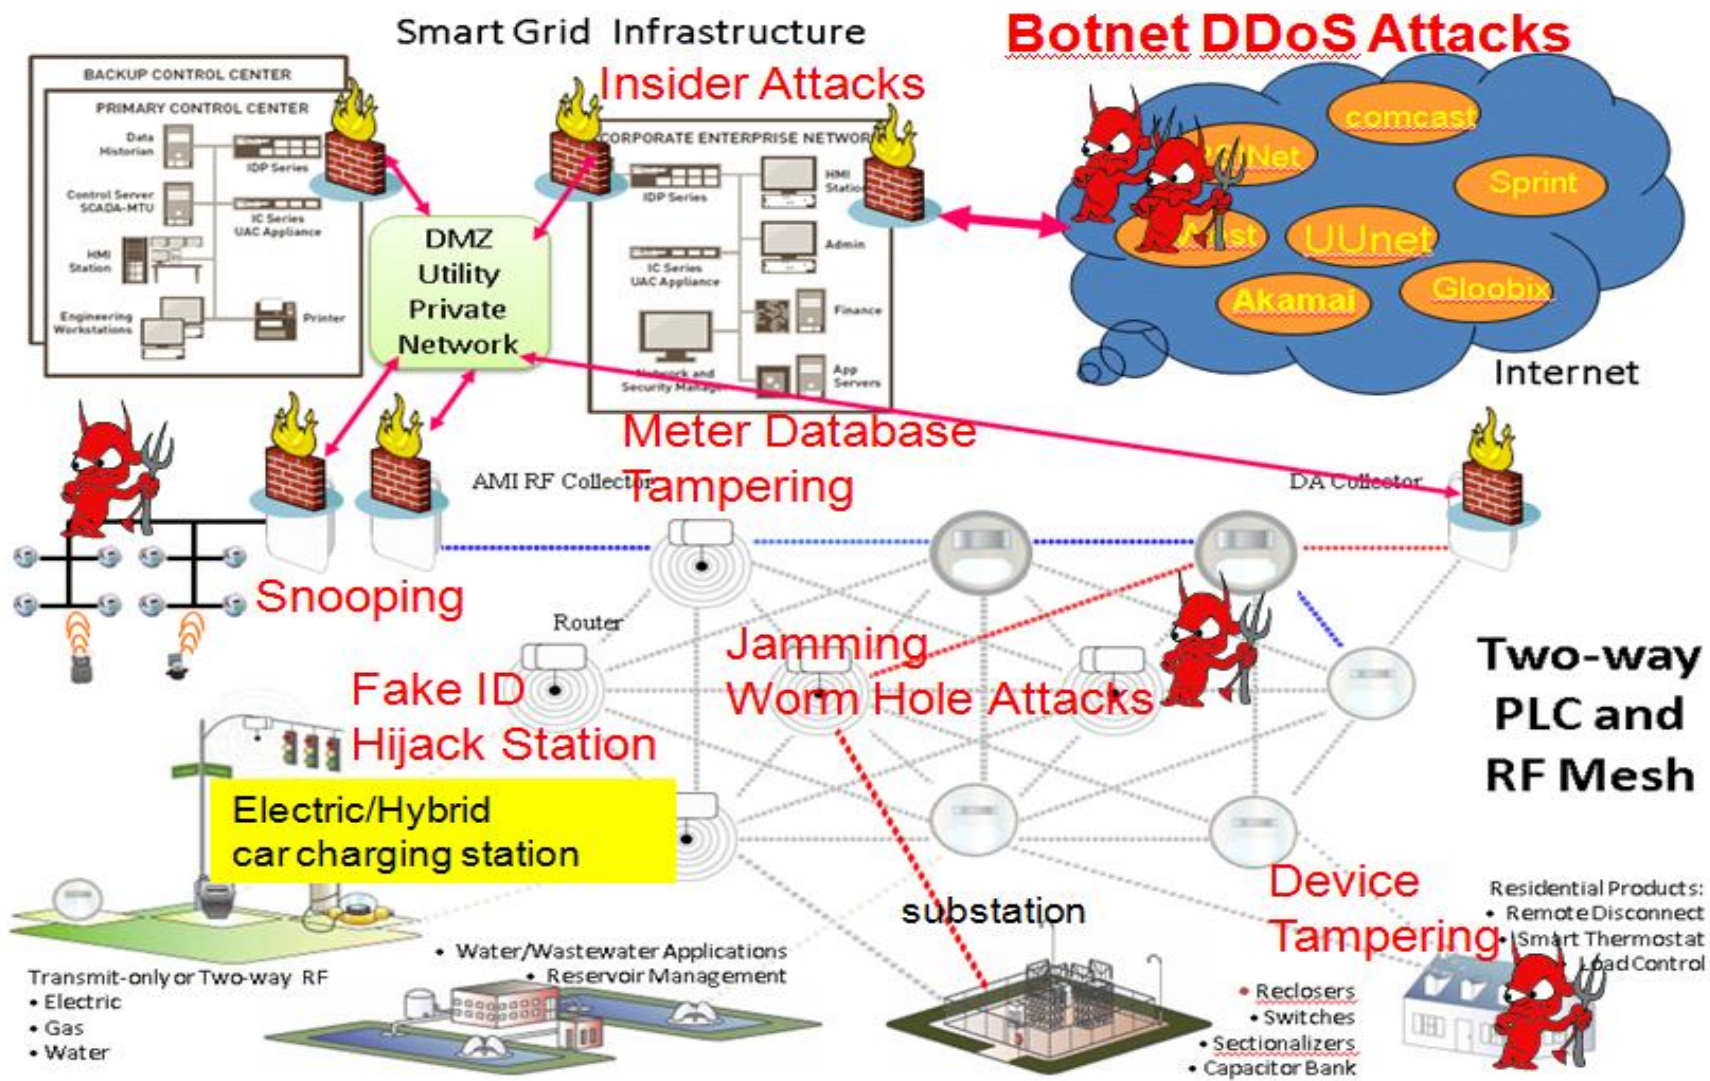 Smart Grid Infrastructure
Botnet DDoS Attacks
Insider Attacks
BACKUP CONTROL CENTER
PRIMARY CONTROL CENTER
Data
Historian
IDP Series
Control Server
SCADA-MTU
IC Series
UAC Appliance
HMI
Station
Engineering
Workstations
Printer
DMZ
Utility
Private
Network
CORPORATE ENTERPRISE NETWORK
IDP Series
HMI
Station
Admin
IC Series
UAC Appliance
Finance
Network and
Security Manager
App
Servers
comcast
Sprint
UUnet
Akamai
Gloobix
Internet
Meter Database
Tampering
AMI RF Collector
DA Collector
Snooping
Router
Jamming
Worm Hole Attacks
Fake ID
Hijack Station
Two-way
PLC and
RF Mesh
Electric/Hybrid
car charging station
Device
Tampering
substation
Residential Products:
• Remote Disconnect
• Smart Thermostat
• Load Control
• Water/Wastewater Applications
• Reservoir Management
Transmit-only or Two-way RF
• Electric
• Gas
• Water
• Reclosers
• Switches
• Sectionalizers
• Capacitor Bank